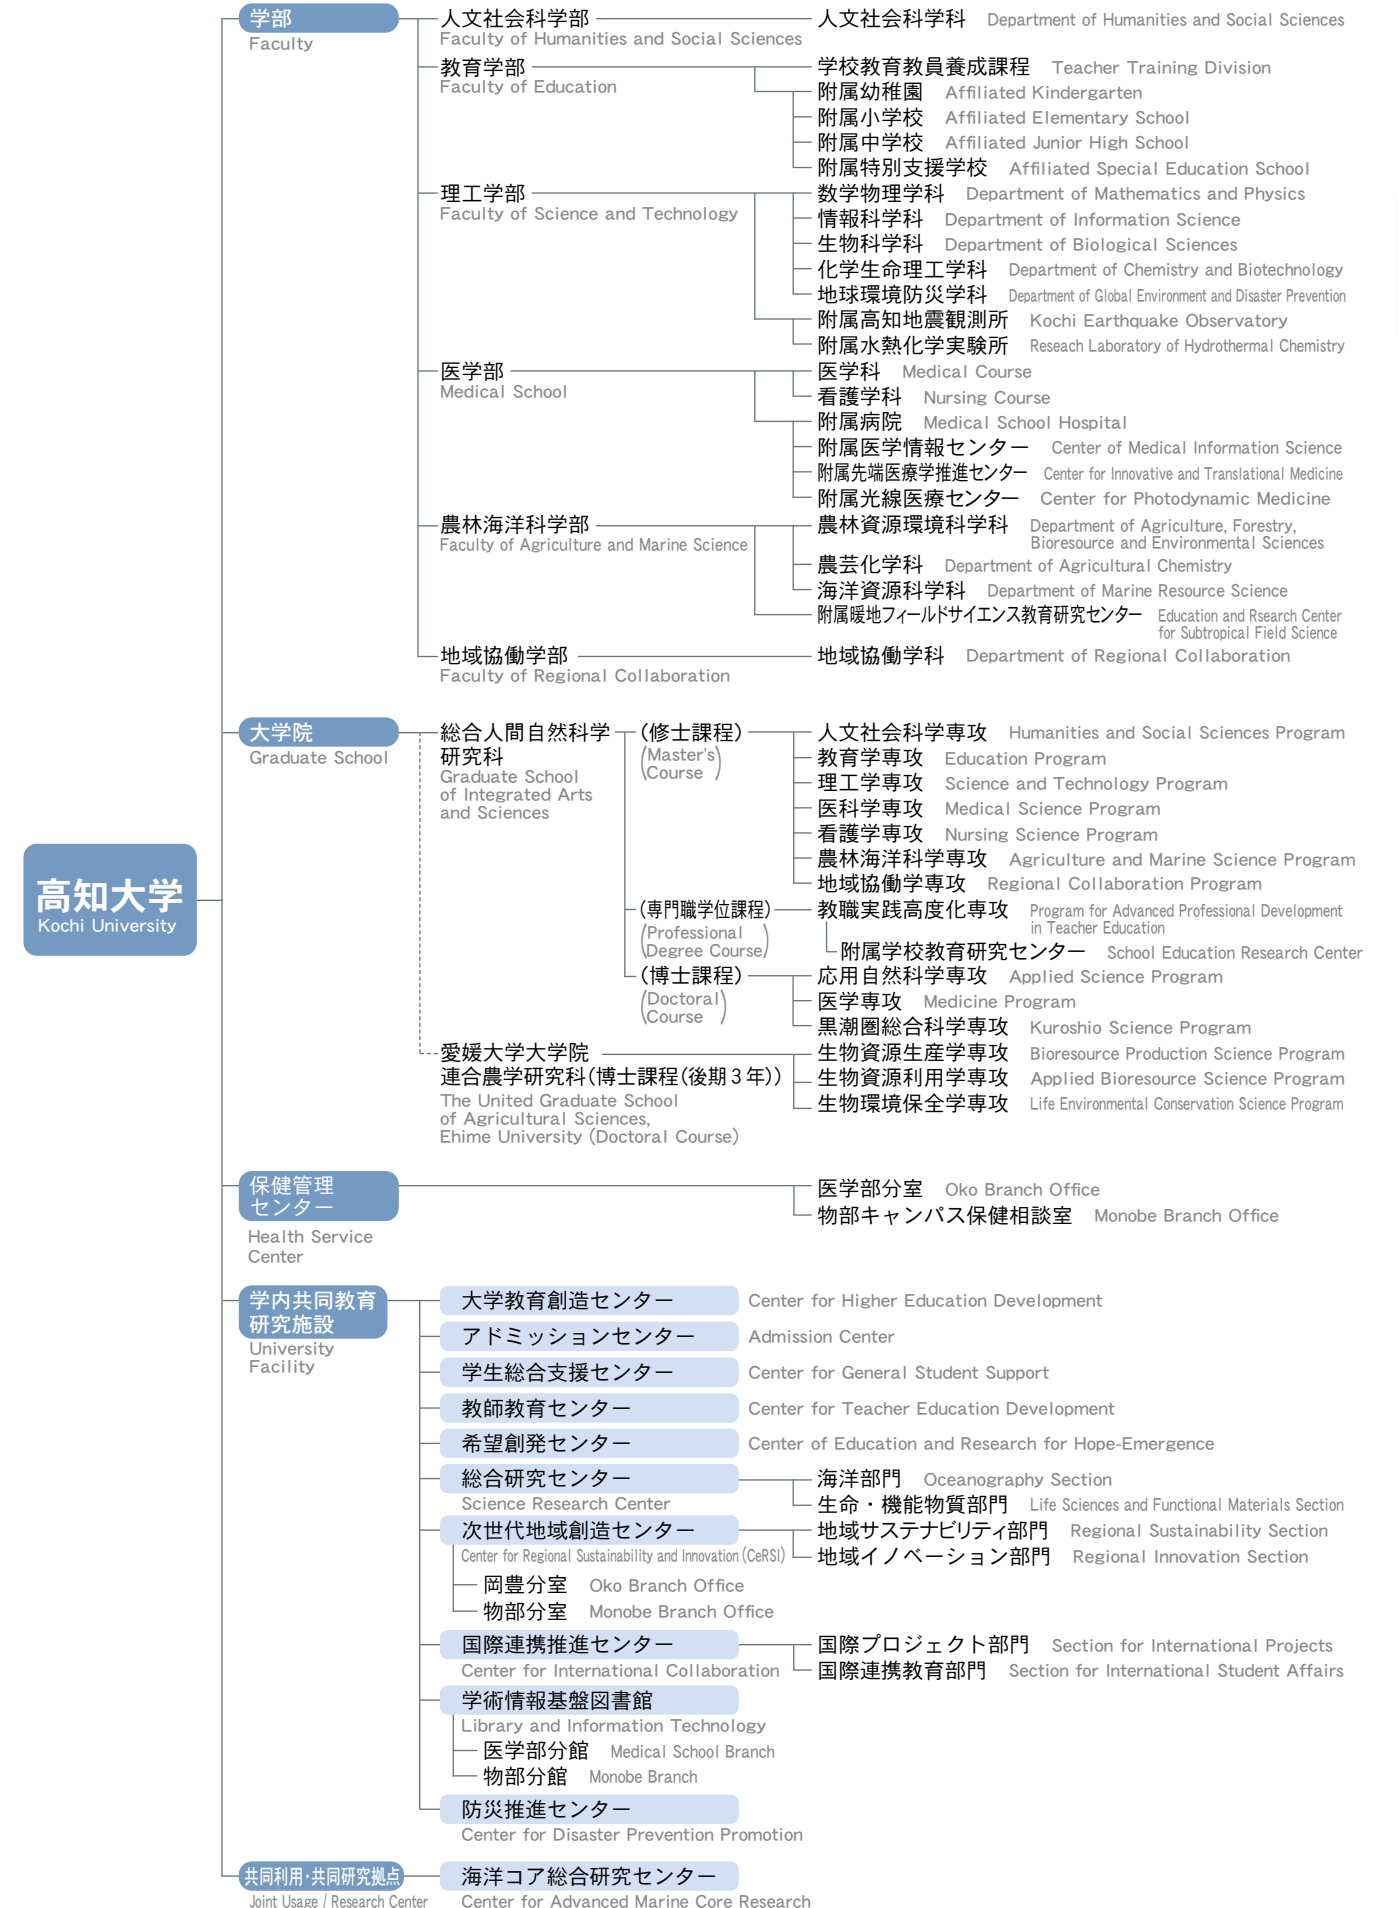 学部
Faculty
人文社会科学部
Faculty of Humanities and Social Sciences
人文社会科学科 Department of Humanities and Social Sciences
教育学部
Faculty of Education
学校教育教員養成課程 Teacher Training Division
附属幼稚園 Affiliated Kindergarten
附属小学校 Affiliated Elementary School
附属中学校 Affiliated Junior High School
附属特別支援学校 Affiliated Special Education School
理工学部
Faculty of Science and Technology
数学物理学科 Department of Mathematics and Physics
情報科学科 Department of Information Science
生物科学科 Department of Biological Sciences
化学生命理工学科 Department of Chemistry and Biotechnology
地球環境防災学科 Department of Global Environment and Disaster Prevention
附属高知地震観測所 Kochi Earthquake Observatory
附属水熱化学実験所 Reseach Laboratory of Hydrothermal Chemistry
医学部
Medical School
医学科 Medical Course
看護学科 Nursing Course
附属病院 Medical School Hospital
附属医学情報センター Center of Medical Information Science
附属先端医療学推進センター Center for Innovative and Translational Medicine
附属光線医療センター Center for Photodynamic Medicine
農林海洋科学部
Faculty of Agriculture and Marine Science
農林資源環境科学科 Department of Agriculture, Forestry,
Bioresource and Environmental Sciences
農芸化学科 Department of Agricultural Chemistry
海洋資源科学科 Department of Marine Resource Science
附属暖地フィールドサイエンス教育研究センター Education and Rsearch Center
for Subtropical Field Science
地域協働学部
Faculty of Regional Collaboration
地域協働学科 Department of Regional Collaboration
大学院
Graduate School
総合人間自然科学
研究科
Graduate School
of Integrated Arts
and Sciences
(修士課程)
(Master's
Course)
人文社会科学専攻 Humanities and Social Sciences Program
教育学専攻 Education Program
理工学専攻 Science and Technology Program
医科学専攻 Medical Science Program
看護学専攻 Nursing Science Program
農林海洋科学専攻 Agriculture and Marine Science Program
地域協働学専攻 Regional Collaboration Program
高知大学
Kochi University
(専門職学位課程)
(Professional
Degree Course)
教職実践高度化専攻 Program for Advanced Professional Development
in Teacher Education
附属学校教育研究センター School Education Research Center
(博士課程)
(Doctoral
Course)
応用自然科学専攻 Applied Science Program
医学専攻 Medicine Program
黒潮圏総合科学専攻 Kuroshio Science Program
愛媛大学大学院
連合農学研究科(博士課程(後期3年))
The United Graduate School
of Agricultural Sciences,
Ehime University (Doctoral Course)
生物資源生産学専攻 Bioresource Production Science Program
生物資源利用学専攻 Applied Bioresource Science Program
生物環境保全学専攻 Life Environmental Conservation Science Program
保健管理
センター
Health Service
Center
医学部分室 Oko Branch Office
物部キャンパス保健相談室 Monobe Branch Office
学内共同教育
研究施設
University
Facility
大学教育創造センター Center for Higher Education Development
アドミッションセンター Admission Center
学生総合支援センター Center for General Student Support
教師教育センター Center for Teacher Education Development
希望創発センター Center of Education and Research for Hope-Emergence
総合研究センター
Science Research Center
海洋部門 Oceanography Section
生命・機能物質部門 Life Sciences and Functional Materials Section
次世代地域創造センター
Center for Regional Sustainability and Innovation (CeRSI)
地域サステナビリティ部門 Regional Sustainability Section
地域イノベーション部門 Regional Innovation Section
岡豊分室 Oko Branch Office
物部分室 Monobe Branch Office
国際連携推進センター
Center for International Collaboration
国際プロジェクト部門 Section for International Projects
国際連携教育部門 Section for International Student Affairs
学術情報基盤図書館
Library and Information Technology
医学部分館 Medical School Branch
物部分館 Monobe Branch
防災推進センター
Center for Disaster Prevention Promotion
共同利用・共同研究拠点
Joint Usage / Research Center
海洋コア総合研究センター
Center for Advanced Marine Core Research